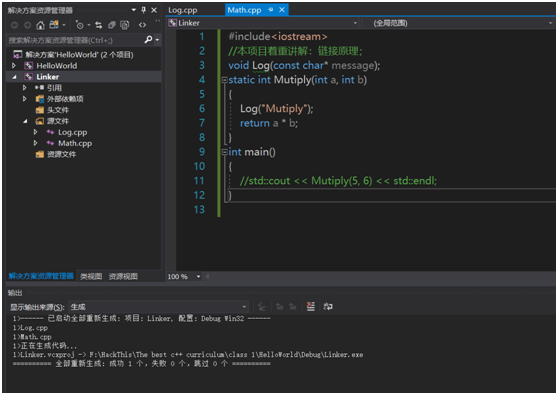 解决方案资源管理器
搜索解决方案资源管理器(Ctrl+;)
解决方案'HelloWorld' (2 个项目)
HelloWorld
Linker
引用
外部依赖项
头文件
源文件
Log.cpp
Math.cpp
资源文件
解决方案资源管理器 类视图 资源视图
Log.cpp Math.cpp
Linker (全局范围)
1 #include<iostream>
2 //本项目着重讲解：链接原理;
3 void Log(const char* message);
4 static int Mutiply(int a, int b)
5 {
6 Log("Mutiply");
7 return a * b;
8 }
9 int main()
10 {
11 //std::cout << Mutiply(5, 6) << std::endl;
12 }
13
100 %
输出
显示输出来源(S): 生成
1>------ 已启动全部重新生成: 项目: Linker, 配置: Debug Win32 ------
1>Log.cpp
1>Math.cpp
1>正在生成代码...
1>Linker.vcxproj -> F:\HackThis\The best c++ curriculum\class 1\HelloWorld\Debug\Linker.exe
========== 全部重新生成: 成功 1 个，失败 0 个，跳过 0 个 ==========